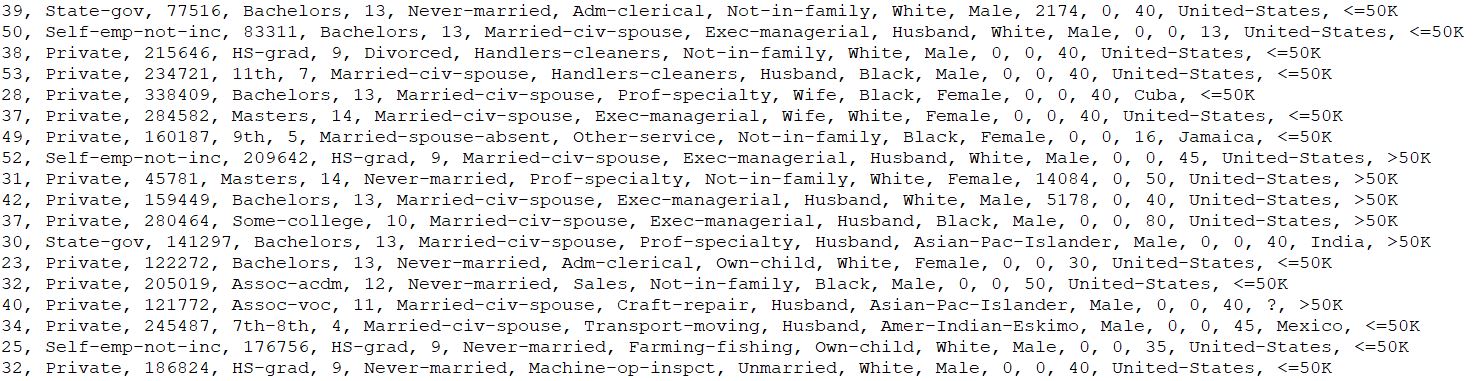 39, State-gov, 77516, Bachelors, 13, Never-married, Adm-clerical, Not-in-family, White, Male, 2174, 0, 40, United-States, <=50K
50, Self-emp-not-inc, 83311, Bachelors, 13, Married-civ-spouse, Exec-managerial, Husband, White, Male, 0, 0, 13, United-States, <=50K
38, Private, 215646, HS-grad, 9, Divorced, Handlers-cleaners, Not-in-family, White, Male, 0, 0, 40, United-States, <=50K
53, Private, 234721, 11th, 7, Married-civ-spouse, Handlers-cleaners, Husband, Black, Male, 0, 0, 40, United-States, <=50K
28, Private, 338409, Bachelors, 13, Married-civ-spouse, Prof-specialty, Wife, Black, Female, 0, 0, 40, Cuba, <=50K
37, Private, 284582, Masters, 14, Married-civ-spouse, Exec-managerial, Wife, White, Female, 0, 0, 40, United-States, <=50K
49, Private, 160187, 9th, 5, Married-spouse-absent, Other-service, Not-in-family, Black, Female, 0, 0, 16, Jamaica, <=50K
52, Self-emp-not-inc, 209642, HS-grad, 9, Married-civ-spouse, Exec-managerial, Husband, White, Male, 0, 0, 45, United-States, >50K
31, Private, 45781, Masters, 14, Never-married, Prof-specialty, Not-in-family, White, Female, 14084, 0, 50, United-States, >50K
42, Private, 159449, Bachelors, 13, Married-civ-spouse, Exec-managerial, Husband, White, Male, 5178, 0, 40, United-States, >50K
37, Private, 280464, Some-college, 10, Married-civ-spouse, Exec-managerial, Husband, Black, Male, 0, 0, 80, United-States, >50K
30, State-gov, 141297, Bachelors, 13, Married-civ-spouse, Prof-specialty, Husband, Asian-Pac-Islander, Male, 0, 0, 40, India, >50K
23, Private, 122272, Bachelors, 13, Never-married, Adm-clerical, Own-child, White, Female, 0, 0, 30, United-States, <=50K
32, Private, 205019, Assoc-acdm, 12, Never-married, Sales, Not-in-family, Black, Male, 0, 0, 50, United-States, <=50K
40, Private, 121772, Assoc-voc, 11, Married-civ-spouse, Craft-repair, Husband, Asian-Pac-Islander, Male, 0, 0, 40, ?, >50K
34, Private, 245487, 7th-8th, 4, Married-civ-spouse, Transport-moving, Husband, Amer-Indian-Eskimo, Male, 0, 0, 45, Mexico, <=50K
25, Self-emp-not-inc, 176756, HS-grad, 9, Never-married, Farming-fishing, Own-child, White, Male, 0, 0, 35, United-States, <=50K
32, Private, 186824, HS-grad, 9, Never-married, Machine-op-inspct, Unmarried, White, Male, 0, 0, 40, United-States, <=50K